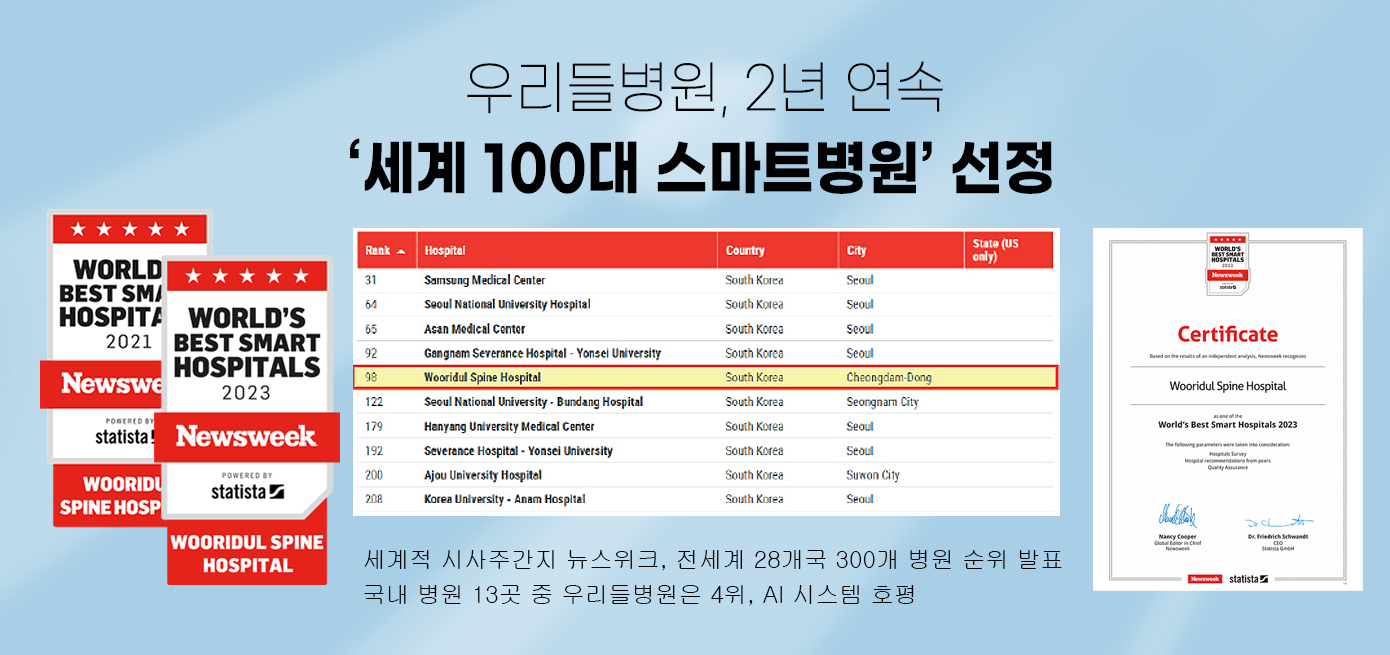 우리들병원, 2년 연속
‘세계 100대 스마트병원’ 선정
WORLD
BEST SMA
HOSPITA
2021
Newswe
POWERED BY
statista
WOORIDU
SPINE HOSP
WORLD'S
BEST SMART
HOSPITALS
2023
Newsweek
POWERED BY
statista
WOORIDUL SPINE
HOSPITAL
Rank Hospital Country City State (US only)
31 Samsung Medical Center South Korea Seoul
64 Seoul National University Hospital South Korea Seoul
65 Asan Medical Center South Korea Seoul
92 Gangnam Severance Hospital - Yonsei University South Korea Seoul
98 Wooridul Spine Hospital South Korea Cheongdam-Dong
122 Seoul National University - Bundang Hospital South Korea Seongnam City
179 Hanyang University Medical Center South Korea Seoul
192 Severance Hospital - Yonsei University South Korea Seoul
200 Ajou University Hospital South Korea Suwon City
208 Korea University - Anam Hospital South Korea Seoul
세계적 시사주간지 뉴스위크, 전세계 28개국 300개 병원 순위 발표
국내 병원 13곳 중 우리들병원은 4위, AI 시스템 호평
WORLD'S
BEST SMART
HOSPITALS
2023
Newsweek
statista
Certificate
Based on the results of an independent analysis, Newsweek recognizes
Wooridul Spine Hospital
as one of the
World's Best Smart Hospitals 2023
The following parameters were taken into consideration:
Hospitals Survey
Hospital recommendations from peers
Quality Assurance
Nancy Cooper
Global Editor in Chief
Newsweek
Dr. Friedrich Schwandt
CEO
Statista GmbH
Newsweek statista